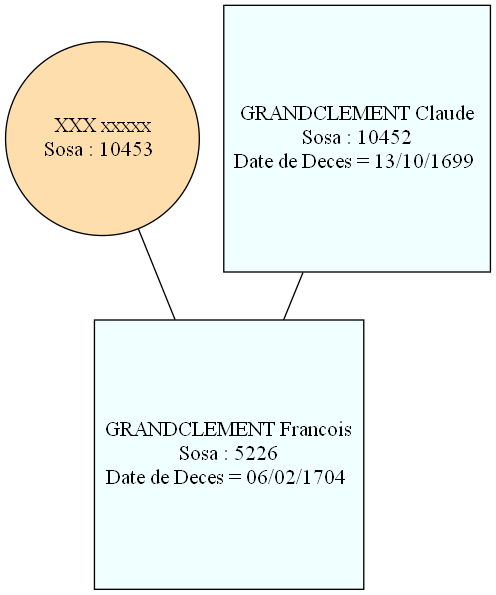 XXX xxxxx
Sosa : 10453
GRANDCLEMENT Claude
Sosa : 10452
Date de Deces = 13/10/1699
GRANDCLEMENT Francois
Sosa : 5226
Date de Deces = 06/02/1704